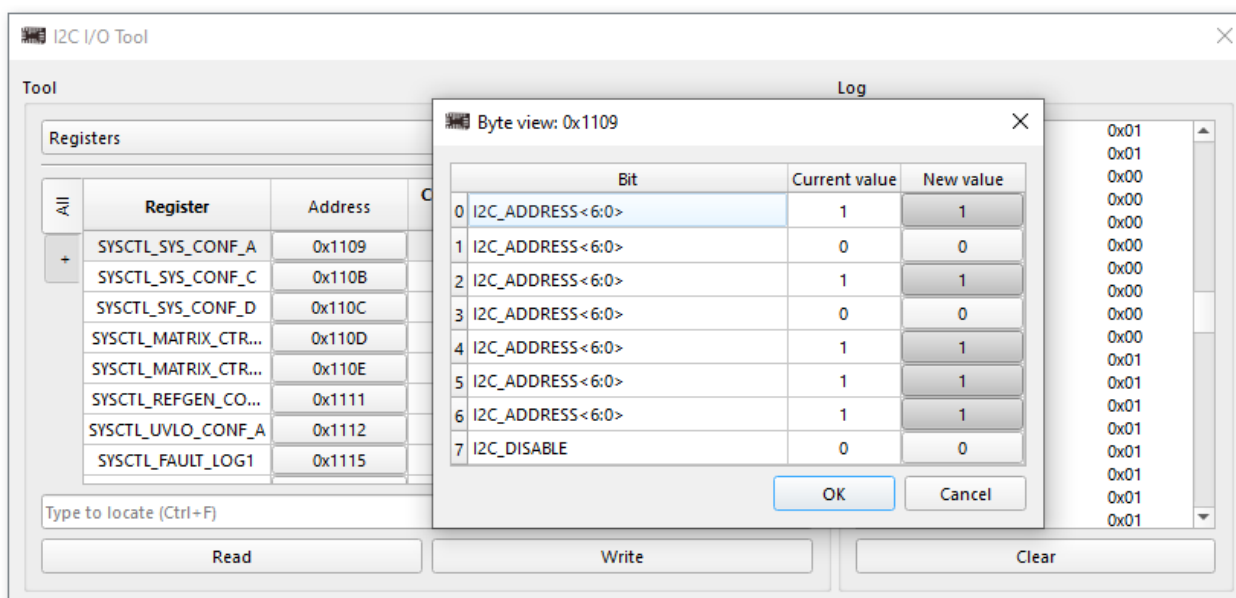 I2C I/O Tool
Tool
Log
Registers
All
+
Register Address C
SYSCTL_SYS_CONF_A 0x1109
SYSCTL_SYS_CONF_C 0x110B
SYSCTL_SYS_CONF_D 0x110C
SYSCTL_MATRIX_CTR... 0x110D
SYSCTL_MATRIX_CTR... 0x110E
SYSCTL_REFGEN_CO... 0x1111
SYSCTL_UVLO_CONF_A 0x1112
SYSCTL_FAULT_LOG1 0x1115
Type to locate (Ctrl+F)
Read
Write
Byte view: 0x1109
Bit Current value New value
0 I2C_ADDRESS<6:0> 1 1
1 I2C_ADDRESS<6:0> 0 0
2 I2C_ADDRESS<6:0> 1 1
3 I2C_ADDRESS<6:0> 0 0
4 I2C_ADDRESS<6:0> 1 1
5 I2C_ADDRESS<6:0> 1 1
6 I2C_ADDRESS<6:0> 1 1
7 I2C_DISABLE 0 0
OK
Cancel
0x01
0x01
0x00
0x00
0x00
0x00
0x00
0x00
0x00
0x00
0x01
0x01
0x01
0x01
0x01
0x01
0x01
0x01
Clear